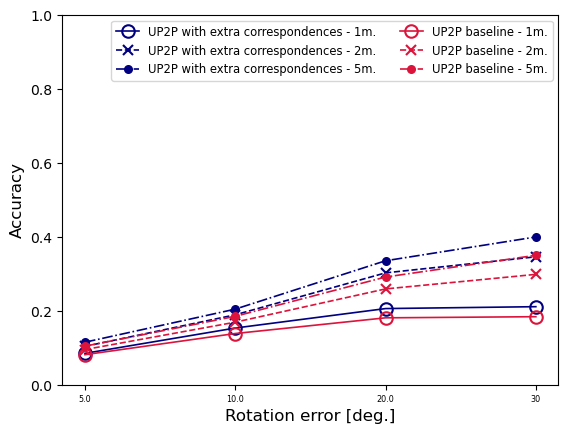 UP2P with extra correspondences - 1m.
UP2P with extra correspondences - 2m.
UP2P with extra correspondences - 5m.
UP2P baseline - 1m.
UP2P baseline - 2m.
UP2P baseline - 5m.
1.0
0.8
0.6
0.4
0.2
0.0
Accuracy
5.0 10.0 20.0 30
Rotation error [deg.]